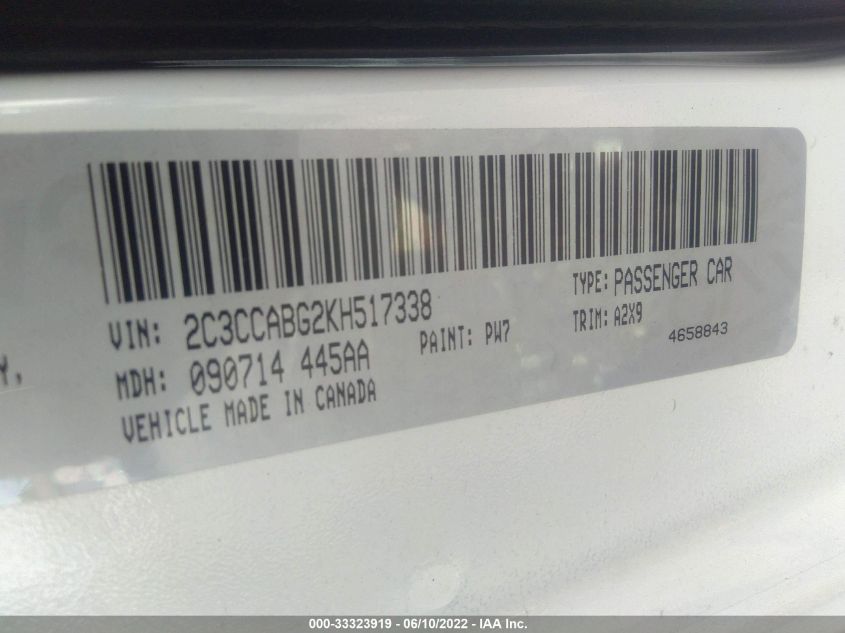 VIN: 2C3CCABG2KH517338
TYPE: PASSENGER CAR
MDH: 090714 445AA
PAINT: PW7
TRIM: A2X9
Y,
VEHICLE MADE IN CANADA
4658843
000-33323919 - 06/10/2022 - IAA Inc.